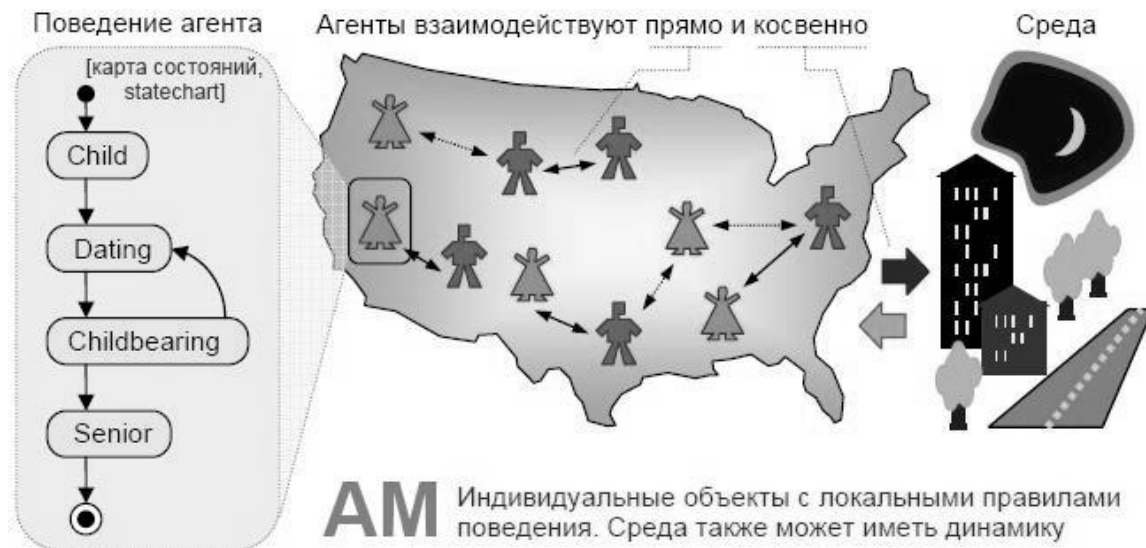 Поведение агента
[карта состояний,
statechart]
Child
Dating
Childbearing
Senior
Агенты взаимодействуют прямо и косвенно
Среда
АМ
Индивидуальные объекты с локальными правилами
поведения. Среда также может иметь динамику